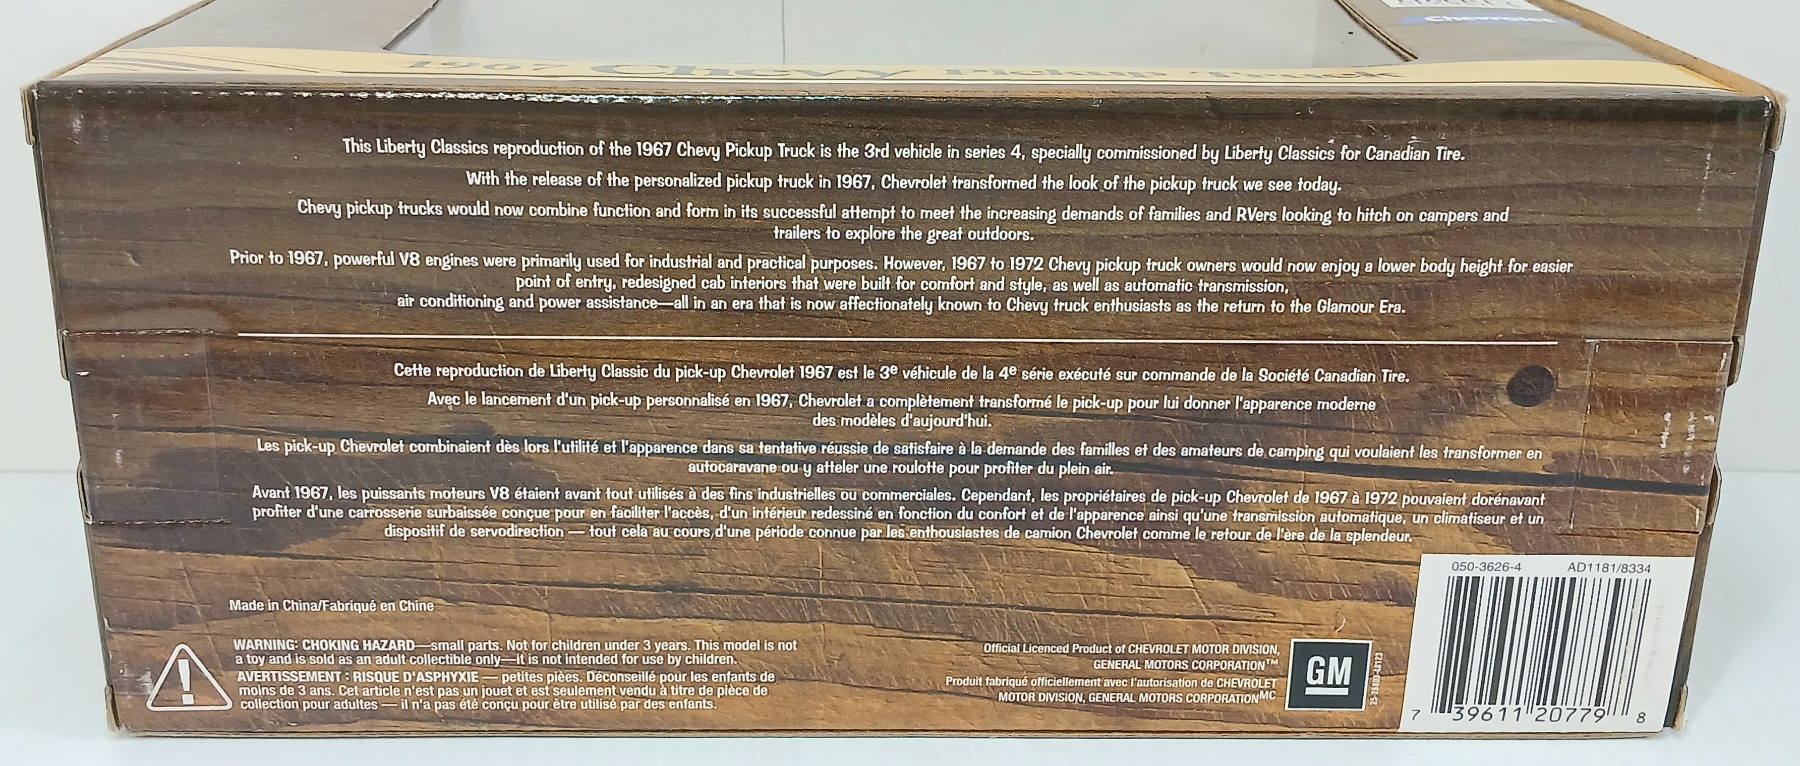 Chevrolet
1967 Chevy Pickup Truck
This Liberty Classics reproduction of the 1967 Chevy Pickup Truck is the 3rd vehicle in series 4, specially commissioned by Liberty Classics for Canadian Tire.
With the release of the personalized pickup truck in 1967, Chevrolet transformed the look of the pickup truck we see today.
Chevy pickup trucks would now combine function and form in its successful attempt to meet the increasing demands of families and RVers looking to hitch on campers and
trailers to explore the great outdoors.
Prior to 1967, powerful V8 engines were primarily used for industrial and practical purposes. However, 1967 to 1972 Chevy pickup truck owners would now enjoy a lower body height for easier
point of entry, redesigned cab interiors that were built for comfort and style, as well as automatic transmission,
air conditioning and power assistance—all in an era that is now affectionately known to Chevy truck enthusiasts as the return to the Glamour Era.
Cette reproduction de Liberty Classic du pick-up Chevrolet 1967 est le 3e véhicule de la 4e série exécuté sur commande de la Société Canadian Tire.
Avec le lancement d'un pick-up personnalisé en 1967, Chevrolet a complètement transformé le pick-up pour lui donner l'apparence moderne
des modèles d'aujourd'hui.
Les pick-up Chevrolet combinaient dès lors l'utilité et l'apparence dans sa tentative réussie de satisfaire à la demande des familles et des amateurs de camping qui voulaient les transformer en
autocaravane ou y atteler une roulotte pour profiter du plein air.
Avant 1967, les puissants moteurs V8 étaient avant tout utilisés à des fins industrielles ou commerciales. Cependant, les propriétaires de pick-up Chevrolet de 1967 à 1972 pouvaient dorénavant
profiter d'une carrosserie surbaissée conçue pour en faciliter l'accès, d'un intérieur redessiné en fonction du confort et de l'apparence ainsi qu'une transmission automatique, un climatiseur et un
dispositif de servodirection — tout cela au cours d'une période connue par les enthousiastes de camion Chevrolet comme le retour de l'ère de la splendeur.
Made in China/Fabriqué en Chine
WARNING: CHOKING HAZARD—small parts. Not for children under 3 years. This model is not
a toy and is sold as an adult collectible only—it is not intended for use by children.
AVERTISSEMENT : RISQUE D'ASPHYXIE — petites pièces. Déconseillé pour les enfants de
moins de 3 ans. Cet article n'est pas un jouet et est seulement vendu à titre de pièce de
collection pour adultes — il n'a pas été conçu pour être utilisé par des enfants.
Official Licenced Product of CHEVROLET MOTOR DIVISION,
GENERAL MOTORS CORPORATION™
Produit fabriqué officiellement avec l'autorisation de CHEVROLET
MOTOR DIVISION, GENERAL MOTORS CORPORATIONMC
GM
050-3626-4 AD1181/8334
7 39611 20779 8